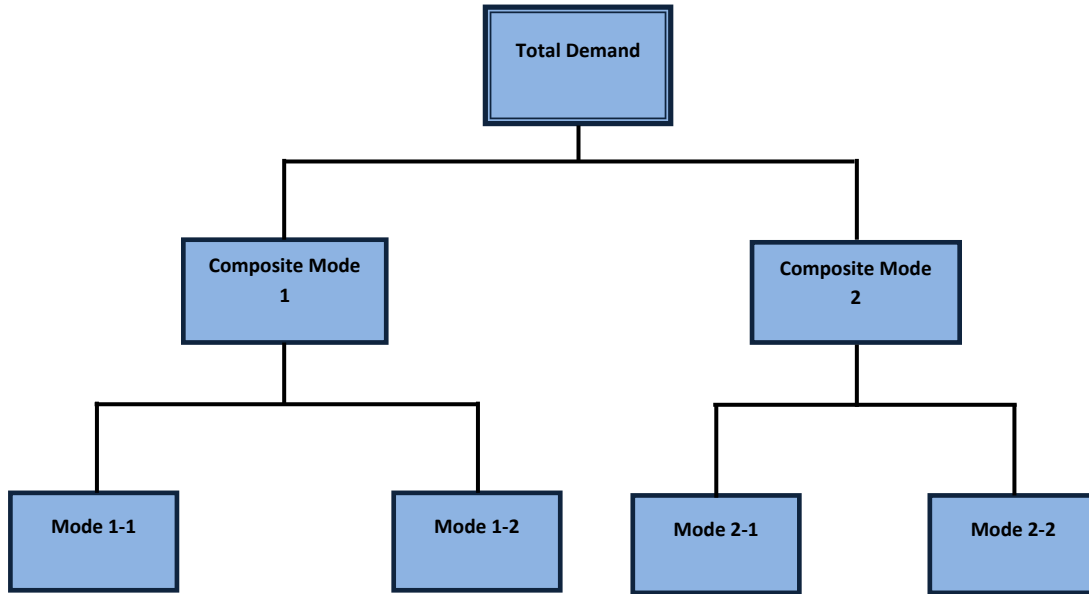 Total Demand
Composite Mode
1
Composite Mode
2
Mode 1-1
Mode 1-2
Mode 2-1
Mode 2-2